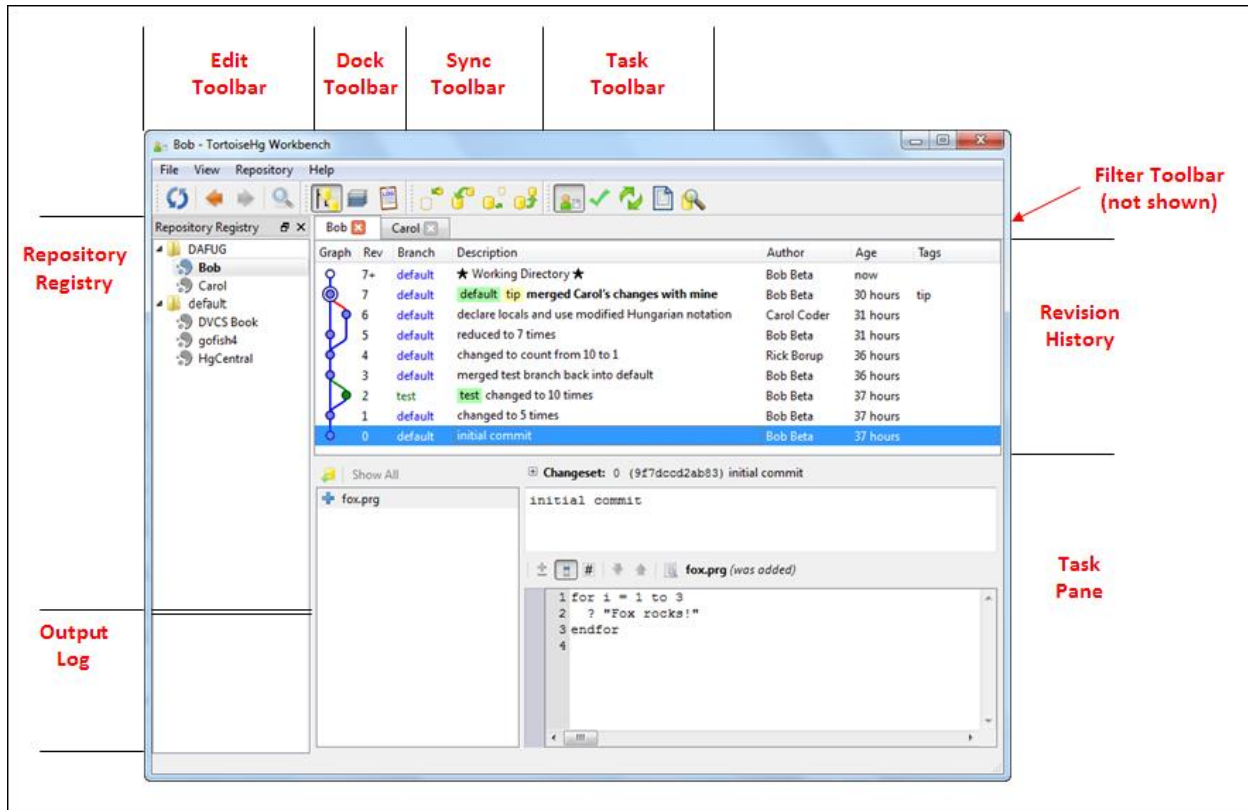 Edit
Toolbar
Dock
Toolbar
Sync
Toolbar
Task
Toolbar
Bob - TortoiseHg Workbench
File View Repository Help
Filter Toolbar
(not shown)
Repository
Registry
Repository Registry
DAFUG
Bob
Carol
default
DVCS Book
gofish4
HgCentral
Bob Carol
Graph Rev Branch Description Author Age Tags
7+ default ★ Working Directory ★ Bob Beta now
7 default default tip merged Carol's changes with mine Bob Beta 30 hours tip
6 default declare locals and use modified Hungarian notation Carol Coder 31 hours
5 default reduced to 7 times Bob Beta 31 hours
4 default changed to count from 10 to 1 Rick Borup 36 hours
3 default merged test branch back into default Bob Beta 36 hours
2 test test changed to 10 times Bob Beta 37 hours
1 default changed to 5 times Bob Beta 37 hours
0 default initial commit Bob Beta 37 hours
Revision
History
Show All
fox.prg
Changeset: 0 (9f7dccd2ab83) initial commit
initial commit
# fox.prg (was added)
1 for i = 1 to 3
2 ? "Fox rocks!"
3 endfor
4
Task
Pane
Output
Log